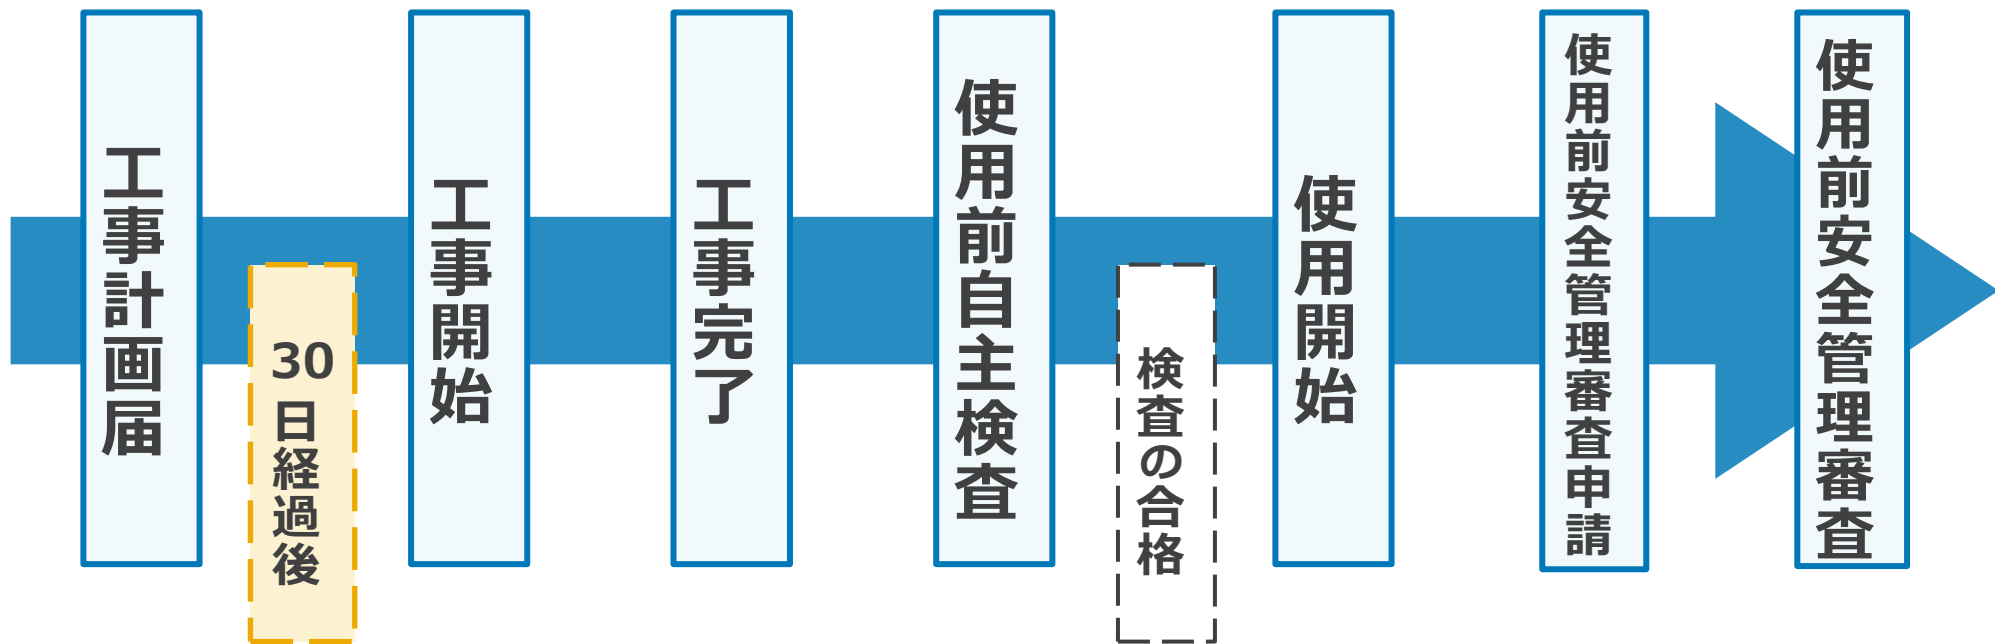 工事計画届
30日経過後
工事開始
工事完了
使用前自主検査
検査の合格
使用開始
使用前安全管理審査申請
使用前安全管理審査